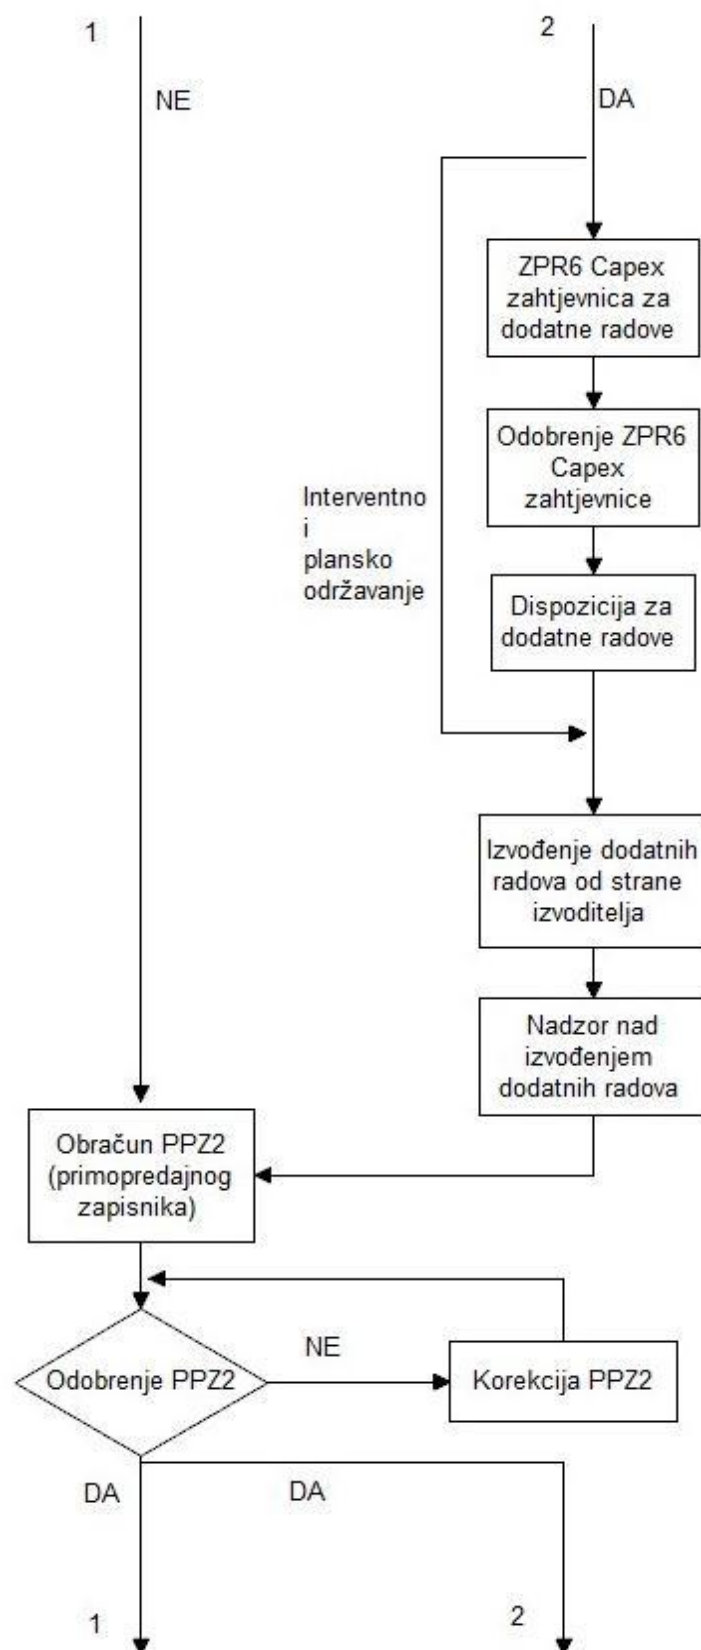 1
2
NE
DA
ZPR6 Capex
zahtjevnica za
dodatne radove
Odobrenje ZPR6
Capex
zahtjevnice
Interventno
i
plansko
održavanje
Dispozicija za
dodatne radove
Izvođenje dodatnih
radova od strane
izvoditelja
Nadzor nad
izvođenjem
dodatnih radova
Obračun PPZ2
(primopredajnog
zapisnika)
Odobrenje PPZ2
NE
Korekcija PPZ2
DA
DA
1
2